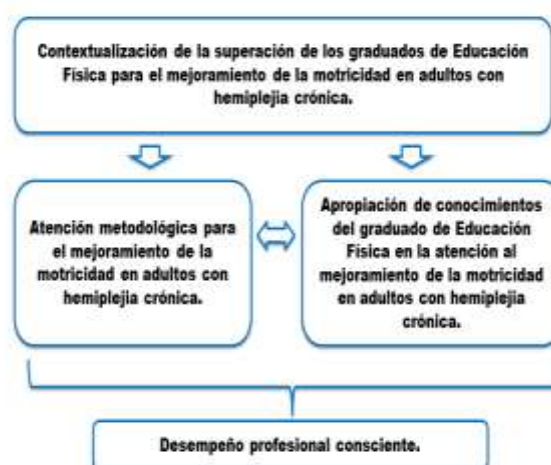 Contextualización de la superación de los graduados de Educación
Física para el mejoramiento de la motricidad en adultos con
hemiplejia crónica.
Atención metodológica para
el mejoramiento de la
motricidad en adultos con
hemiplejia crónica.
Apropiación de conocimientos
del graduado de Educación
Física en la atención al
mejoramiento de la motricidad
en adultos con hemiplejia
crónica.
Desempeño profesional consciente.